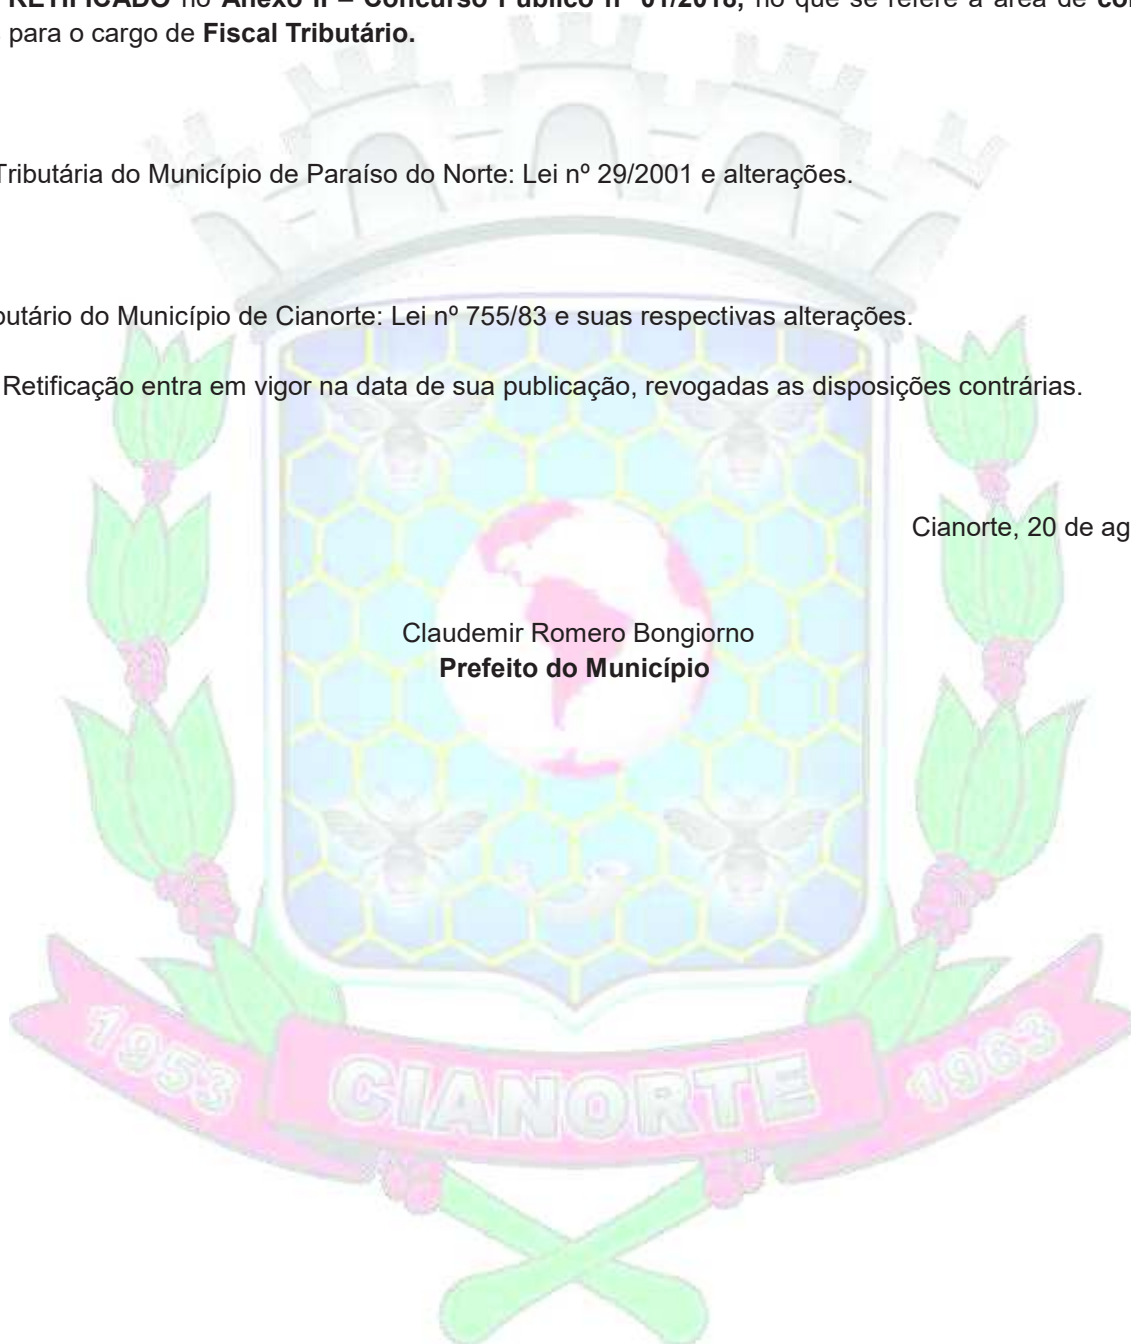 RETIFICADO no Anexo II – Concurso Público nº 01/2018, no que se refere a área de
para o cargo de Fiscal Tributário.
Tributária do Município de Paraíso do Norte: Lei nº 29/2001 e alterações.
do Município de Cianorte: Lei nº 755/83 e suas respectivas alterações.
Retificação entra em vigor na data de sua publicação, revogadas as disposições contrárias.
Cianorte, 20 de
Claudemir Romero Bongiorno
Prefeito do Município
1953 CIANORTE 1963